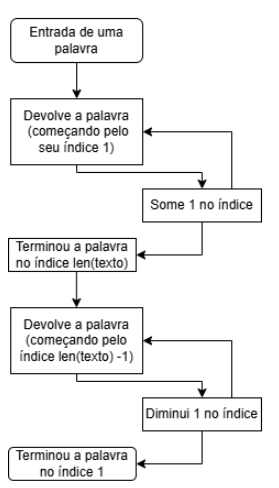 Entrada de uma
palavra
Devolve a palavra
(começando pelo
seu índice 1)
Some 1 no índice
Terminou a palavra
no índice len(texto)
Devolve a palavra
(começando pelo
índice len(texto) -1)
Diminui 1 no índice
Terminou a palavra
no índice 1